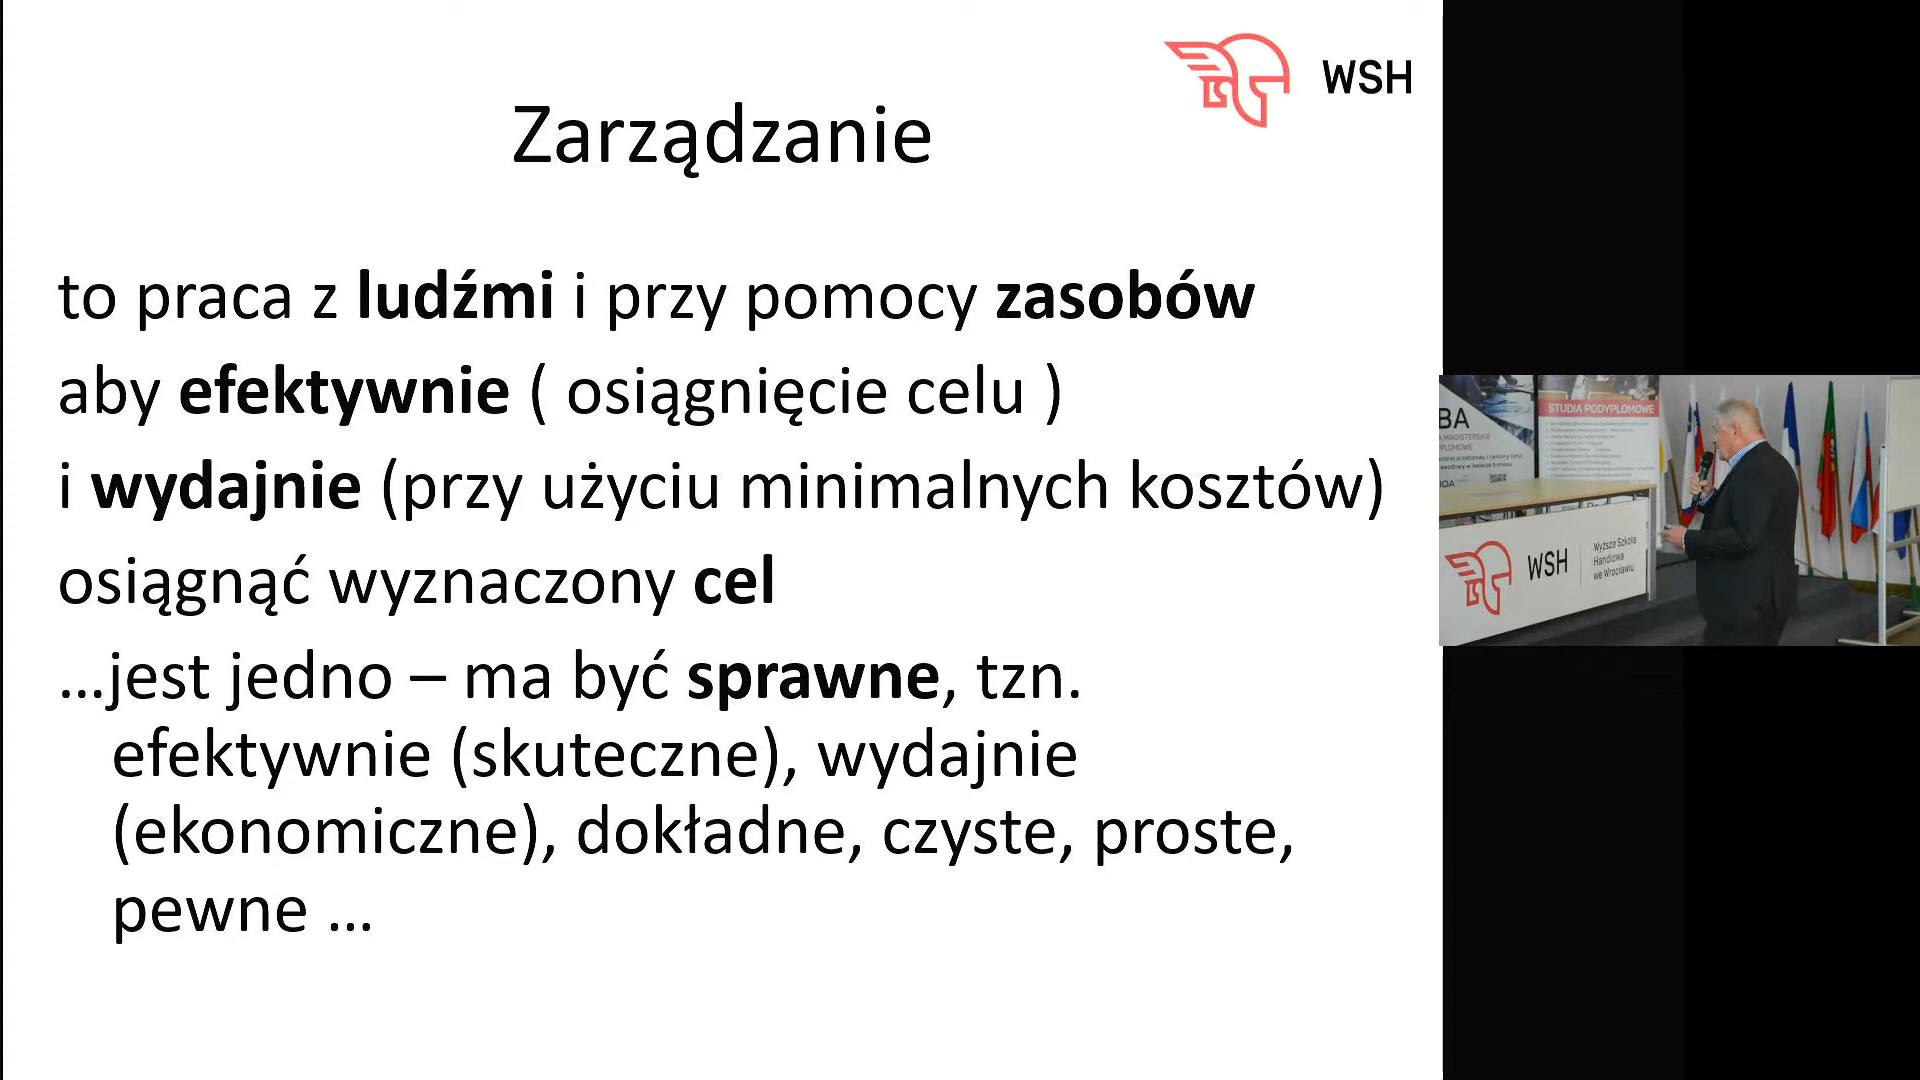 WSH
Zarządzanie
to praca z ludźmi i przy pomocy zasobów
aby efektywnie ( osiągnięcie celu )
i wydajnie (przy użyciu minimalnych kosztów)
osiągnąć wyznaczony cel
...jest jedno – ma być sprawne, tzn.
efektywnie (skuteczne), wydajnie
(ekonomiczne), dokładne, czyste, proste,
pewne ...
BA
STUDIA PODYPLOMOWE
WSH
Wyższa Szkoła
Handlowa
we Wrocławiu